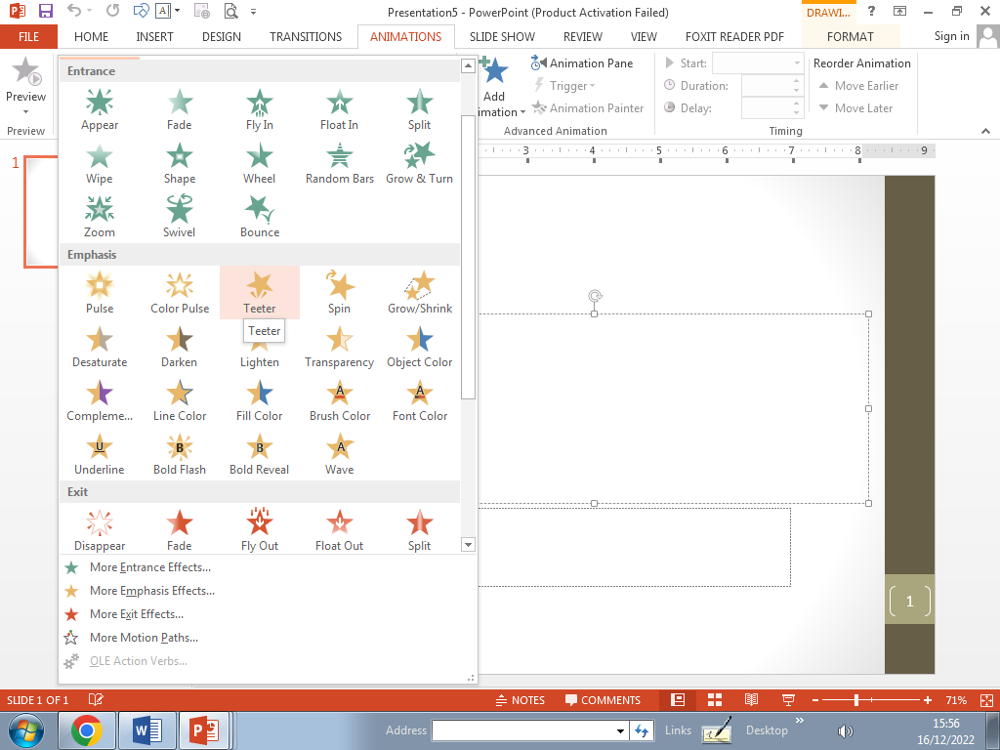 Presentation5 - PowerPoint (Product Activation Failed)
DRAWI...
?
FILE HOME INSERT DESIGN TRANSITIONS ANIMATIONS SLIDE SHOW REVIEW VIEW FOXIT READER PDF FORMAT Sign in
Preview
Preview
Add
imation
Animation Pane
Trigger
Animation Painter
Advanced Animation
Start:
Duration:
Delay:
Timing
Reorder Animation
Move Earlier
Move Later
3 4 5 6 7 8 9
1
Entrance
Appear Fade Fly In Float In Split
Wipe Shape Wheel Random Bars Grow & Turn
Zoom Swivel Bounce
Emphasis
Pulse Color Pulse Teeter Spin Grow/Shrink
Teeter
Desaturate Darken Lighten Transparency Object Color
Compleme... Line Color Fill Color Brush Color Font Color
Underline Bold Flash Bold Reveal Wave
Exit
Disappear Fade Fly Out Float Out Split
More Entrance Effects...
More Emphasis Effects...
More Exit Effects...
More Motion Paths...
OLE Action Verbs...
1
SLIDE 1 OF 1 NOTES COMMENTS 71%
Address Links Desktop »
15:56
16/12/2022